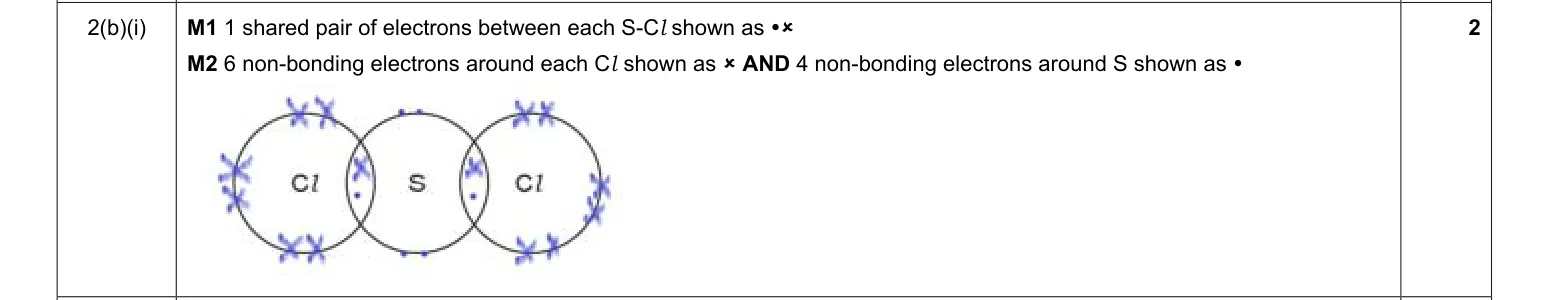 2(b)(i)
M1 1 shared pair of electrons between each S-Cl shown as •×
2
M2 6 non-bonding electrons around each Cl shown as × AND 4 non-bonding electrons around S shown as •
Cl S Cl